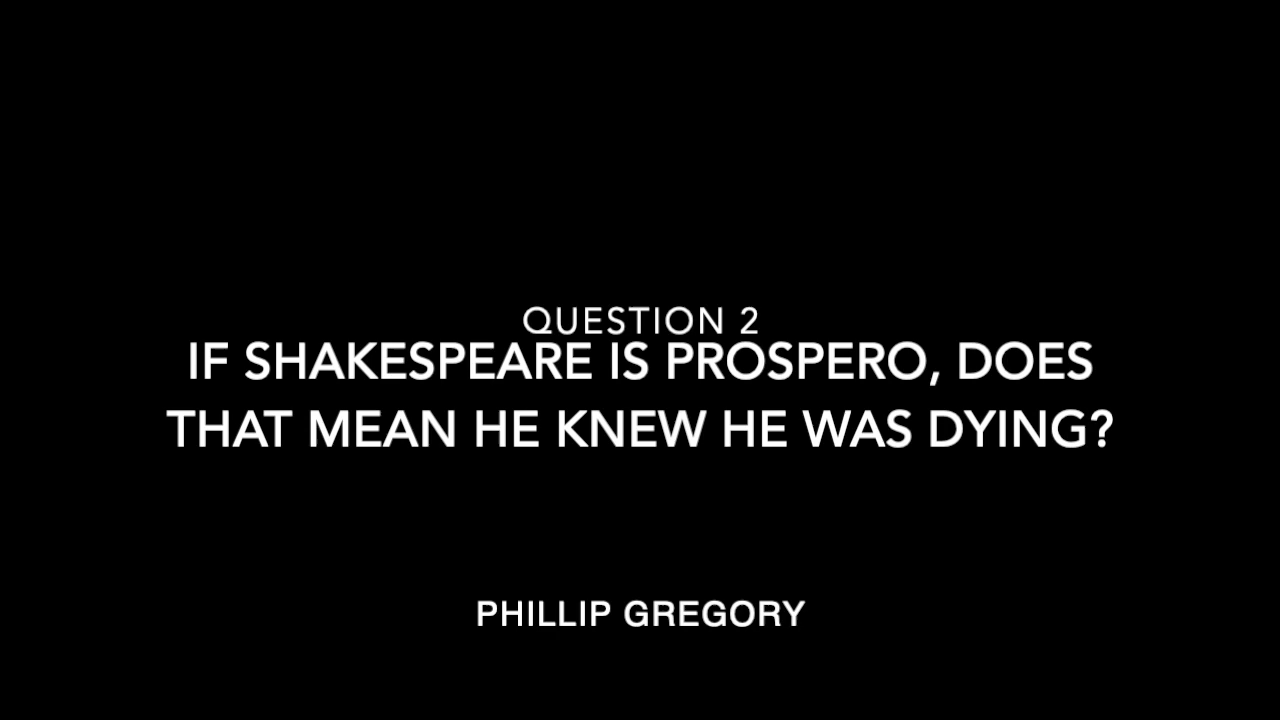 QUESTION 2
IF SHAKESPEARE IS PROSPERO, DOES
THAT MEAN HE KNEW HE WAS DYING?
PHILLIP GREGORY